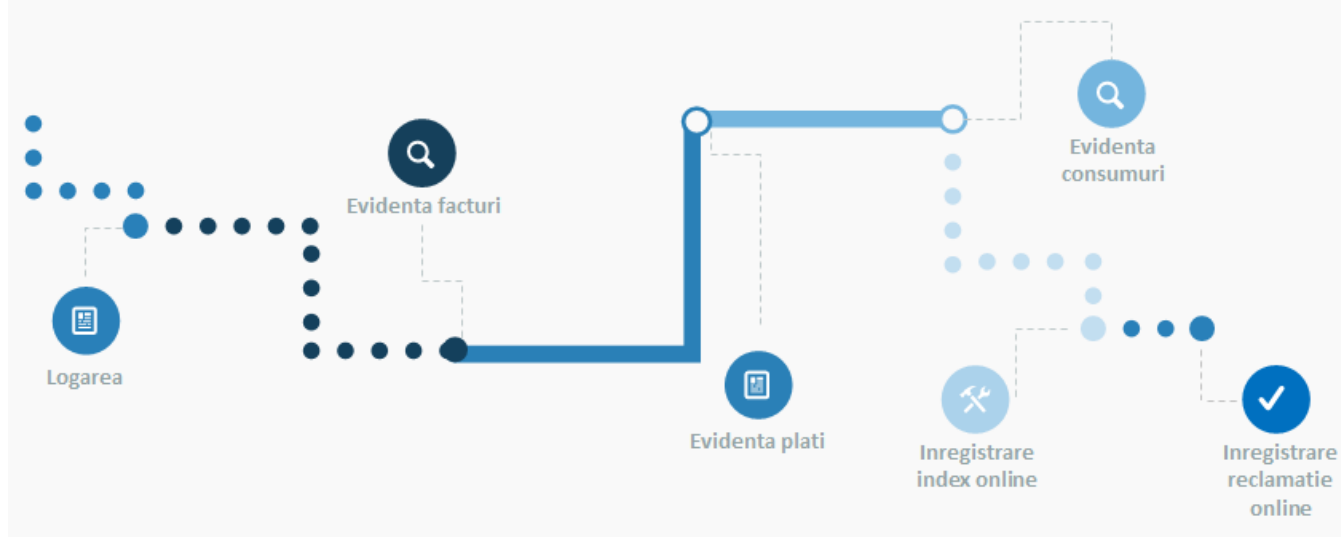 Logarea
Evidenta facturi
Evidenta plati
Evidenta
consumuri
Inregistrare
index online
Inregistrare
reclamatie
online